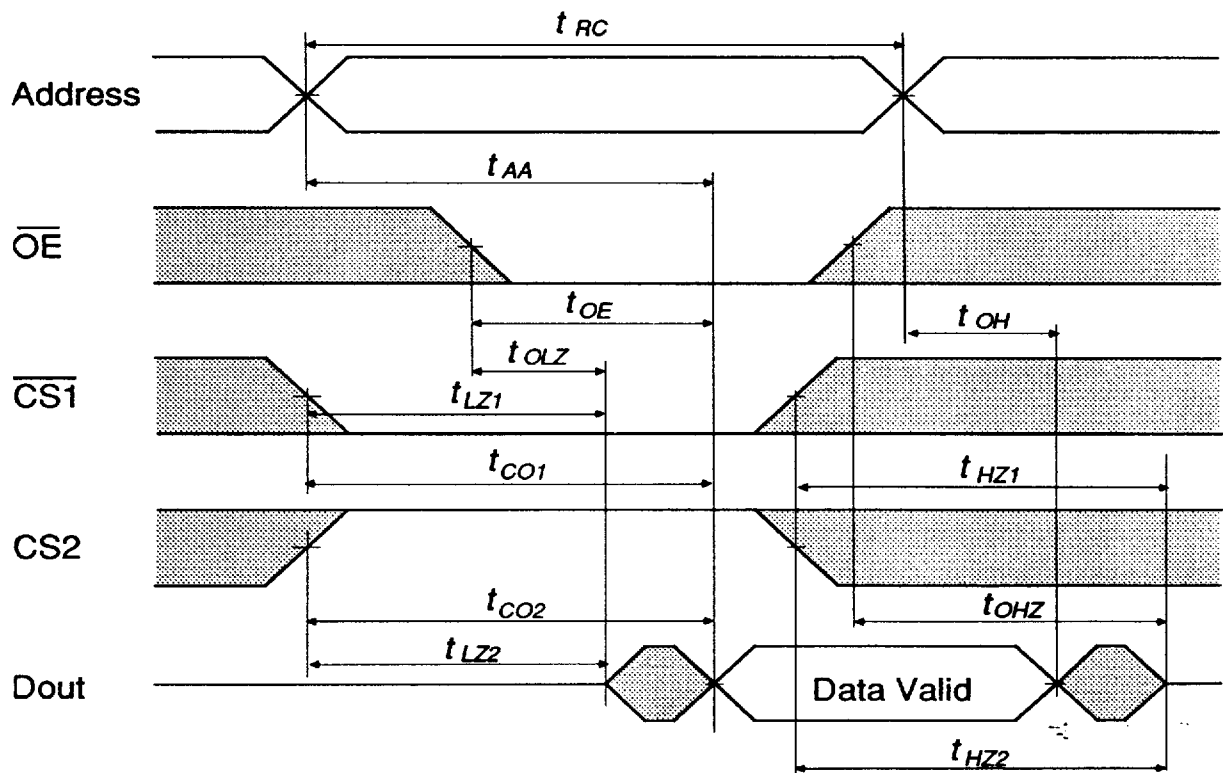 t RC
Address
t AA
OE
t OE
t OH
t OLZ
CS1
t LZ1
t CO1
t HZ1
CS2
t CO2
t OHZ
t LZ2
Dout
Data Valid
t HZ2